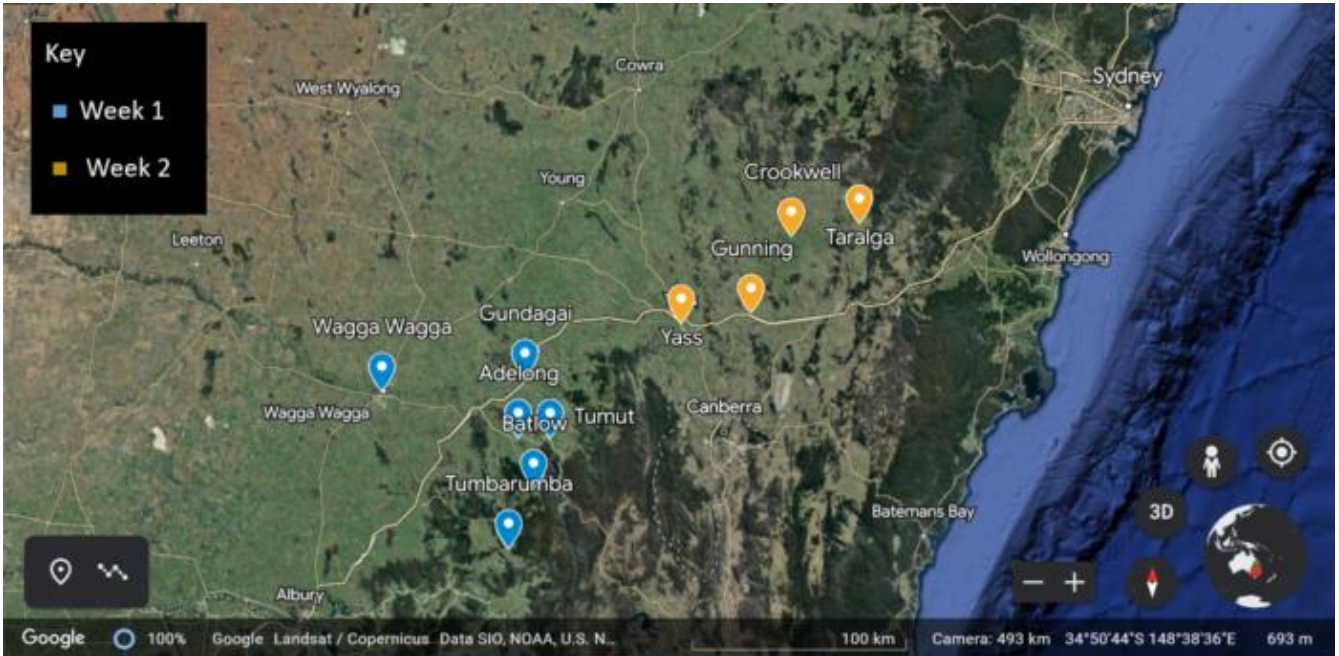 Key
Week 1
Week 2
Cowra
West Wyalong
Sydney
Crookwell
Young
Leeton
Gunning
Taralga
Wollongong
Gundagai
Wagga Wagga
Yass
Adelong
Wagga Wagga
Canberra
Batlow
Tumut
Tumbarumba
Batemans Bay
3D
Albury
Google
100%
Google Landsat / Copernicus Data SIO, NOAA, U.S. N...
100 km
Camera: 493 km 34°50'44"S 148°38'36"E 693 m